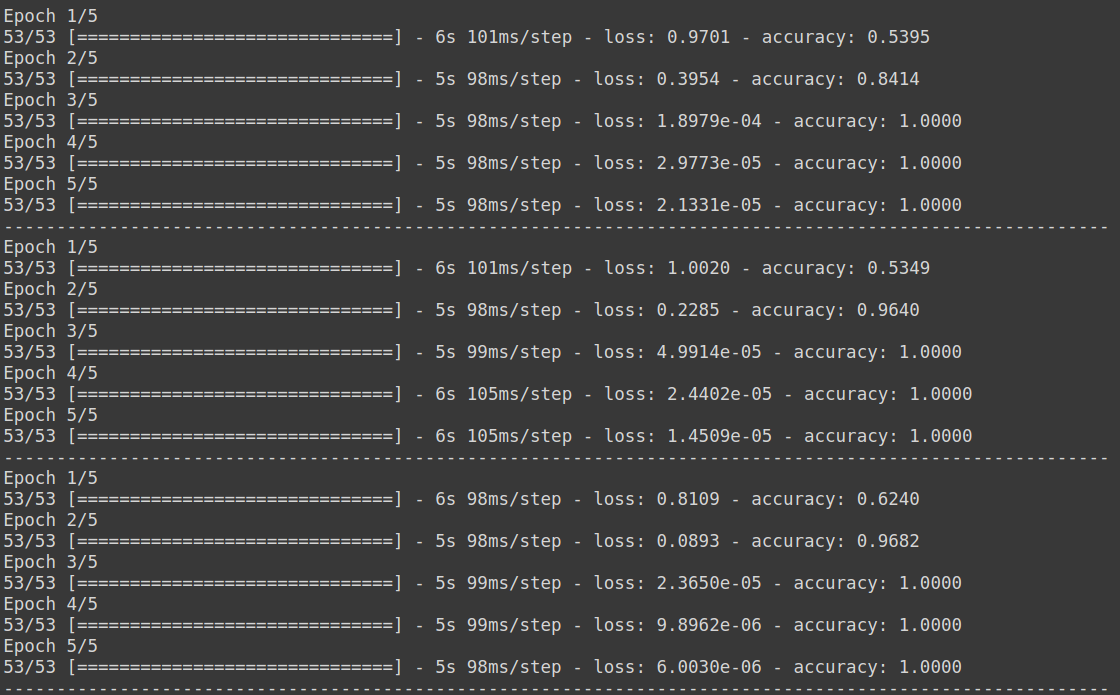 Epoch 1/5
53/53 [==============================] - 6s 101ms/step - loss: 0.9701 - accuracy: 0.5395
Epoch 2/5
53/53 [==============================] - 5s 98ms/step - loss: 0.3954 - accuracy: 0.8414
Epoch 3/5
53/53 [==============================] - 5s 98ms/step - loss: 1.8979e-04 - accuracy: 1.0000
Epoch 4/5
53/53 [==============================] - 5s 98ms/step - loss: 2.9773e-05 - accuracy: 1.0000
Epoch 5/5
53/53 [==============================] - 5s 98ms/step - loss: 2.1331e-05 - accuracy: 1.0000
---------------------------------------------------------------------------------------------------------
Epoch 1/5
53/53 [==============================] - 6s 101ms/step - loss: 1.0020 - accuracy: 0.5349
Epoch 2/5
53/53 [==============================] - 5s 98ms/step - loss: 0.2285 - accuracy: 0.9640
Epoch 3/5
53/53 [==============================] - 5s 99ms/step - loss: 4.9914e-05 - accuracy: 1.0000
Epoch 4/5
53/53 [==============================] - 6s 105ms/step - loss: 2.4402e-05 - accuracy: 1.0000
Epoch 5/5
53/53 [==============================] - 6s 105ms/step - loss: 1.4509e-05 - accuracy: 1.0000
---------------------------------------------------------------------------------------------------------
Epoch 1/5
53/53 [==============================] - 6s 98ms/step - loss: 0.8109 - accuracy: 0.6240
Epoch 2/5
53/53 [==============================] - 5s 98ms/step - loss: 0.0893 - accuracy: 0.9682
Epoch 3/5
53/53 [==============================] - 5s 99ms/step - loss: 2.3650e-05 - accuracy: 1.0000
Epoch 4/5
53/53 [==============================] - 5s 99ms/step - loss: 9.8962e-06 - accuracy: 1.0000
Epoch 5/5
53/53 [==============================] - 5s 98ms/step - loss: 6.0030e-06 - accuracy: 1.0000
---------------------------------------------------------------------------------------------------------